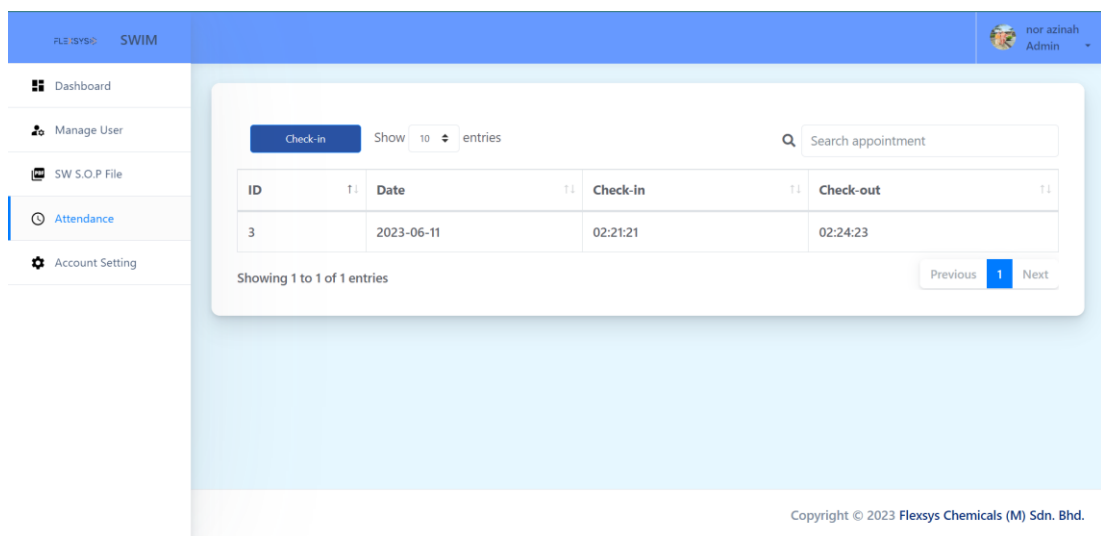 FLEXSYS SWIM
nor azinah
Admin
Dashboard
Manage User
SW S.O.P File
Attendance
Account Setting
Check-in Show 10 entries Search appointment
ID Date Check-in Check-out
3 2023-06-11 02:21:21 02:24:23
Showing 1 to 1 of 1 entries Previous 1 Next
Copyright © 2023 Flexsys Chemicals (M) Sdn. Bhd.